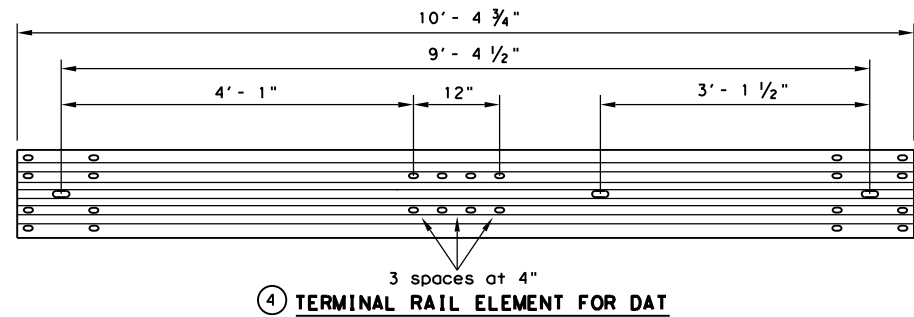 10'- 4 ¾"
9'- 4 ½"
4'- 1"
12"
3'- 1 ½"
3 spaces at 4"
4 TERMINAL RAIL ELEMENT FOR DAT